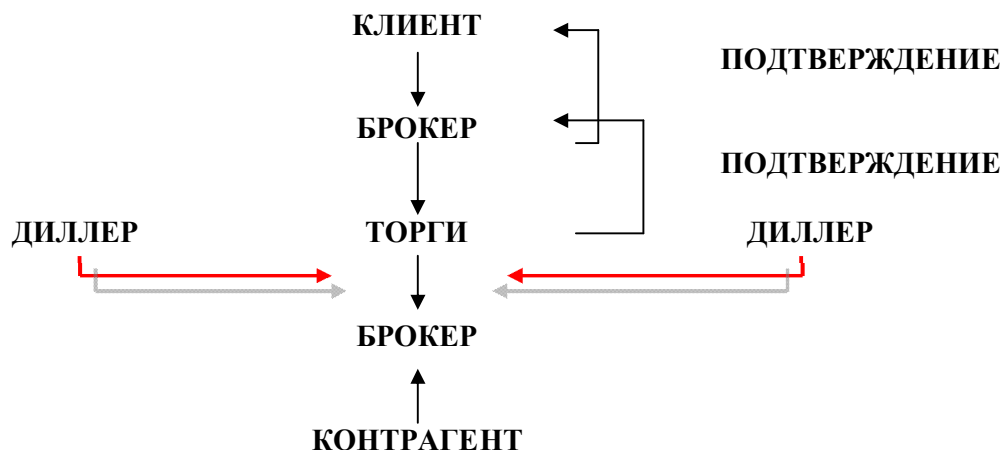 КЛИЕНТ
ПОДТВЕРЖДЕНИЕ
БРОКЕР
ПОДТВЕРЖДЕНИЕ
ДИЛЛЕР ТОРГИ ДИЛЛЕР
БРОКЕР
КОНТРАГЕНТ